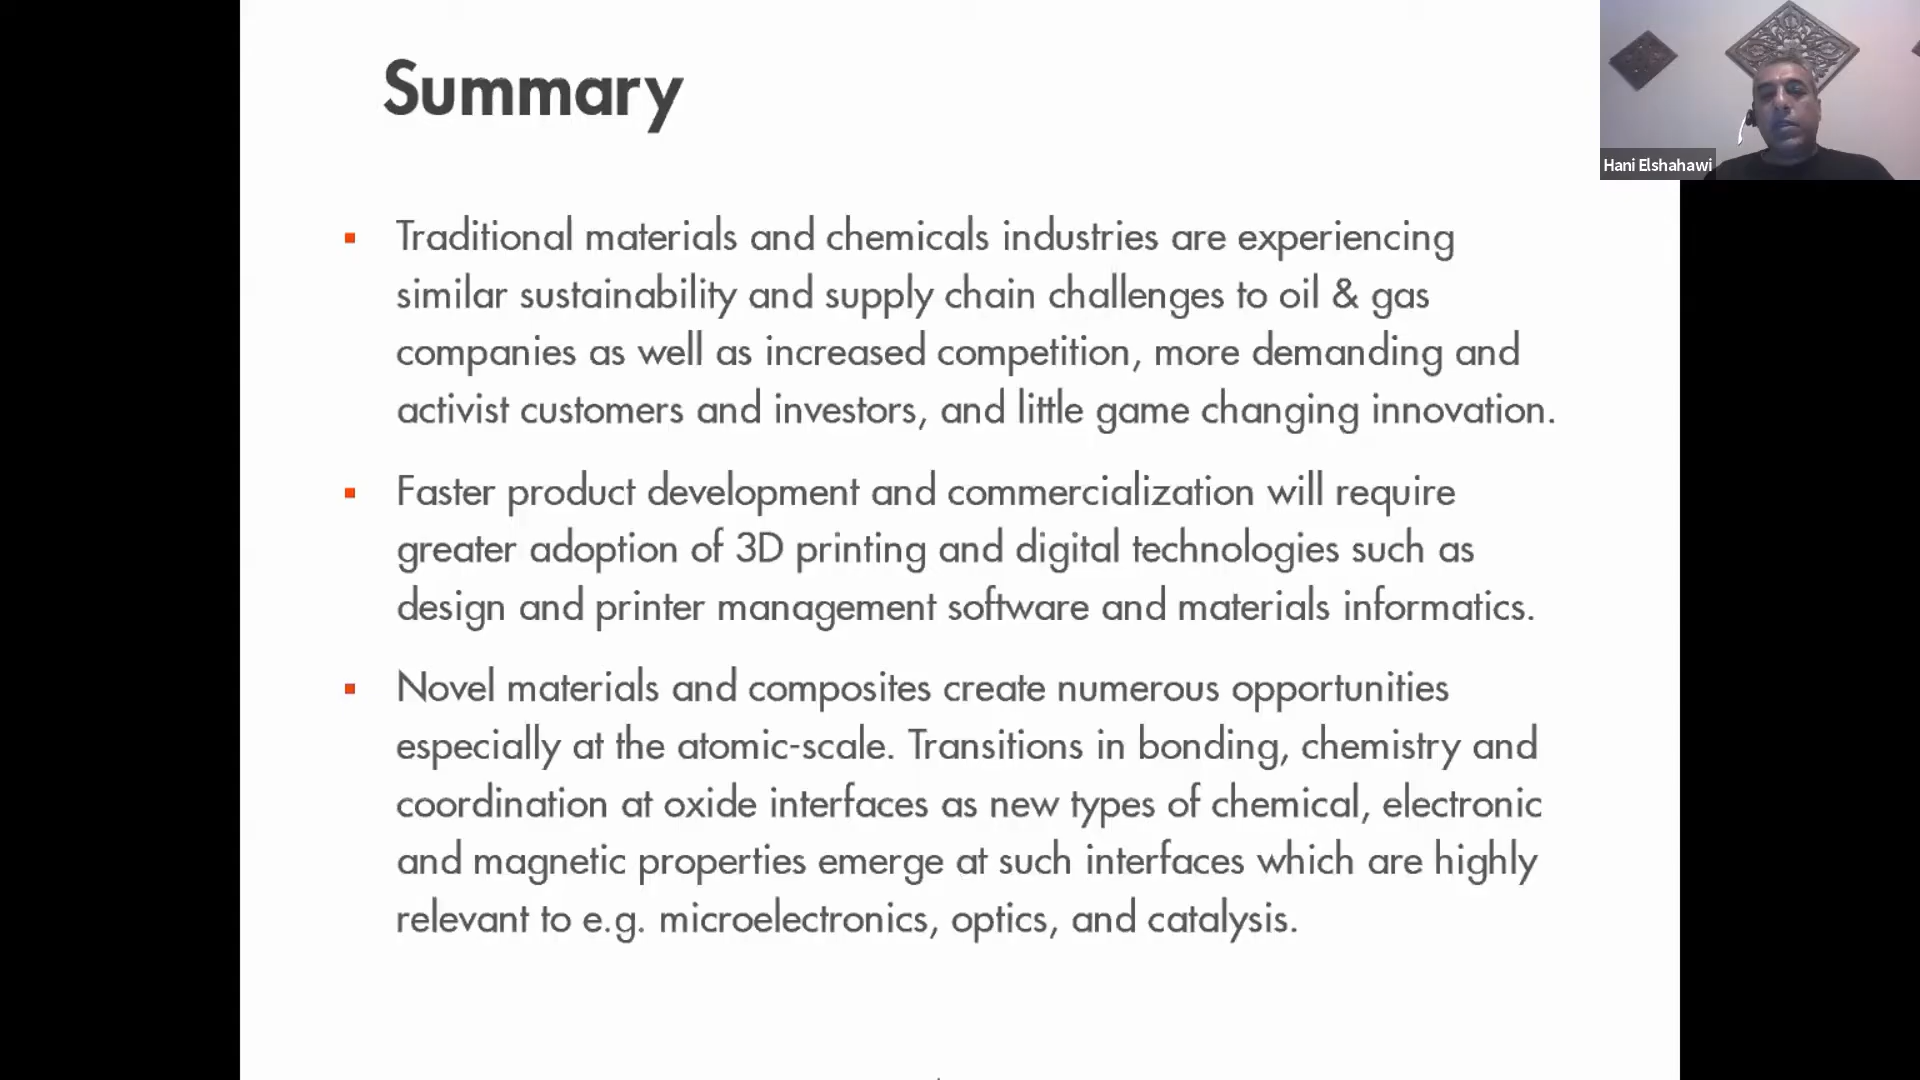 Summary
Hani Elshahawi
Traditional materials and chemicals industries are experiencing
similar sustainability and supply chain challenges to oil & gas
companies as well as increased competition, more demanding and
activist customers and investors, and little game changing innovation.
Faster product development and commercialization will require
greater adoption of 3D printing and digital technologies such as
design and printer management software and materials informatics.
Novel materials and composites create numerous opportunities
especially at the atomic-scale. Transitions in bonding, chemistry and
coordination at oxide interfaces as new types of chemical, electronic
and magnetic properties emerge at such interfaces which are highly
relevant to e.g. microelectronics, optics, and catalysis.